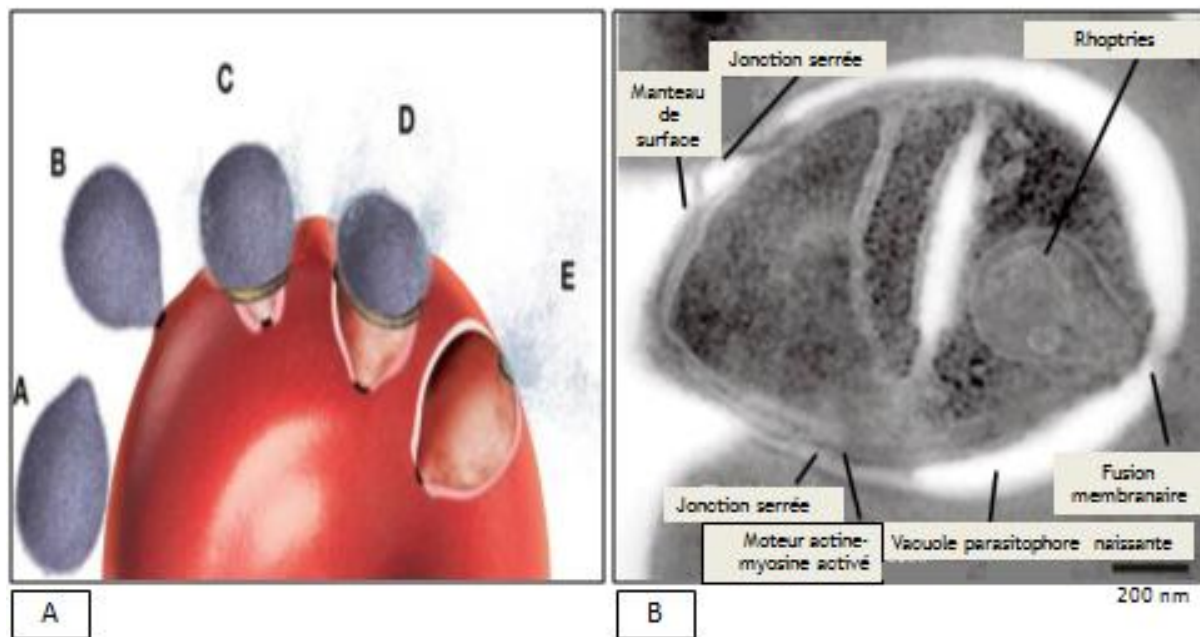 C
D
B
E
A
A
Rhoptries
Jonction serrée
Manteau
de
surface
Jonction serrée
Moteur actine-
myosine activé
Vacuole parasitophore naissante
Fusion
membranaire
200 nm
B